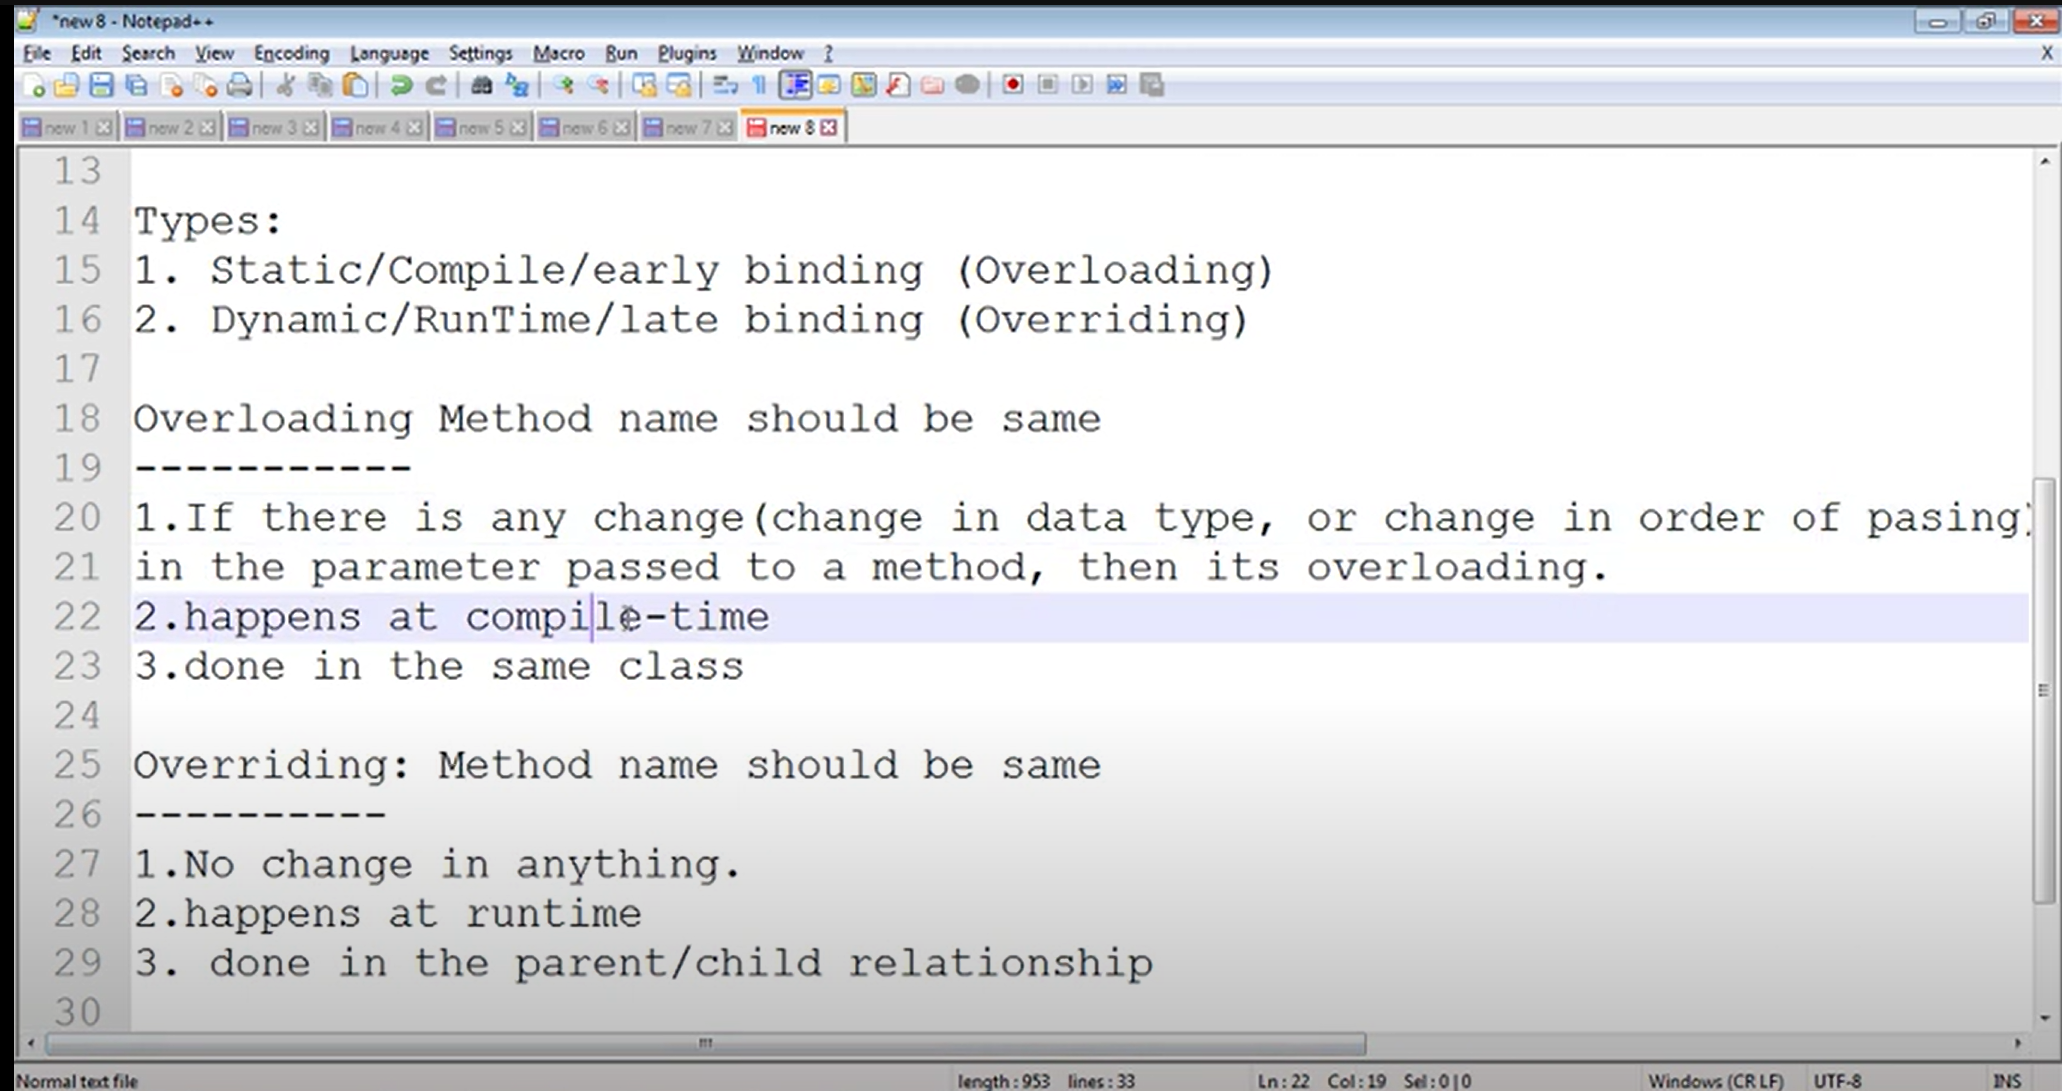 *new 8 - Notepad++
File Edit Search View Encoding Language Settings Macro Run Plugins Window ?
X
new 1 new 2 new 3 new 4 new 5 new 6 new 7 new 8
13
14 Types:
15 1. Static/Compile/early binding (Overloading)
16 2. Dynamic/RunTime/late binding (Overriding)
17
18 Overloading Method name should be same
19 -----------
20 1.If there is any change(change in data type, or change in order of pasing)
21 in the parameter passed to a method, then its overloading.
22 2.happens at compile-time
23 3.done in the same class
24
25 Overriding: Method name should be same
26 ----------
27 1.No change in anything.
28 2.happens at runtime
29 3. done in the parent/child relationship
30
Normal text file length : 953 lines : 33 Ln : 22 Col : 19 Sel : 0 | 0 Windows (CR LF) UTF-8 INS